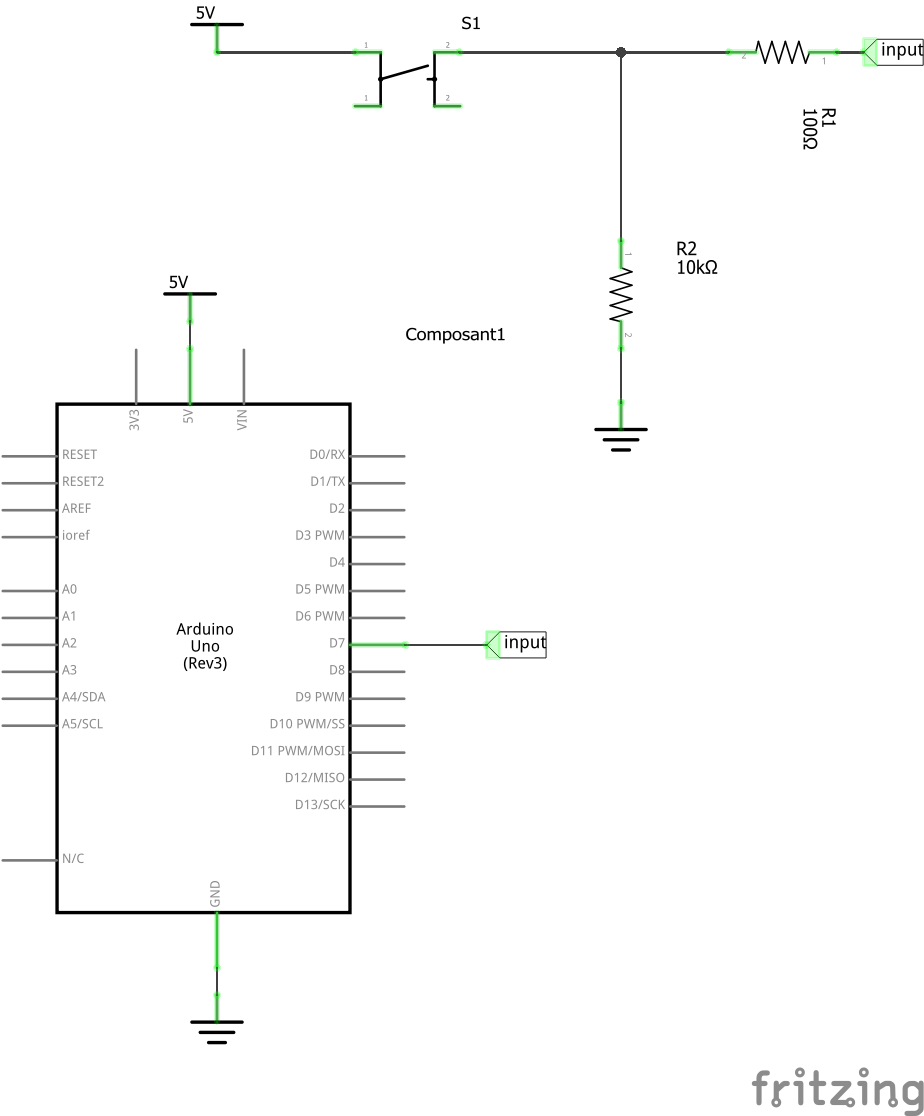 5V
S1
1
2
1
2
2
1
input
R1
100Ω
1
R2
10kΩ
2
5V
Composant1
3V3
5V
VIN
RESET
D0/RX
RESET2
D1/TX
AREF
D2
ioref
D3 PWM
D4
A0
D5 PWM
A1
D6 PWM
Arduino
Uno
(Rev3)
A2
D7
input
A3
D8
A4/SDA
D9 PWM
A5/SCL
D10 PWM/SS
D11 PWM/MOSI
D12/MISO
D13/SCK
N/C
GND
fritzing